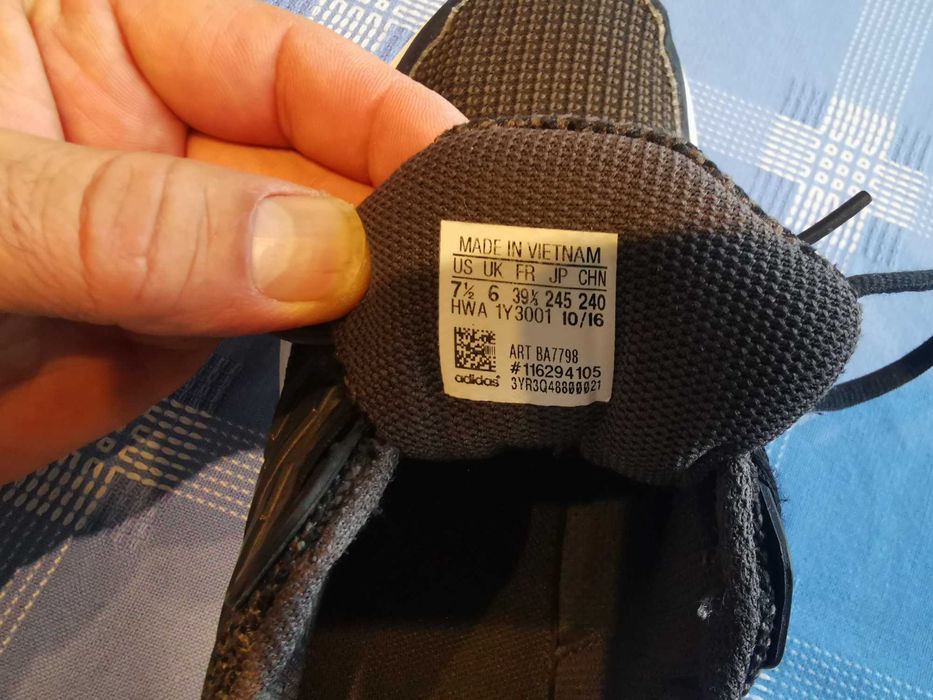 MADE IN VIETNAM
US UK FR JP CHN
7½ 6 39⅓ 245 240
HWA 1Y3001 10/16
ART BA7798
#116294105
adidas 3YR3Q48800021